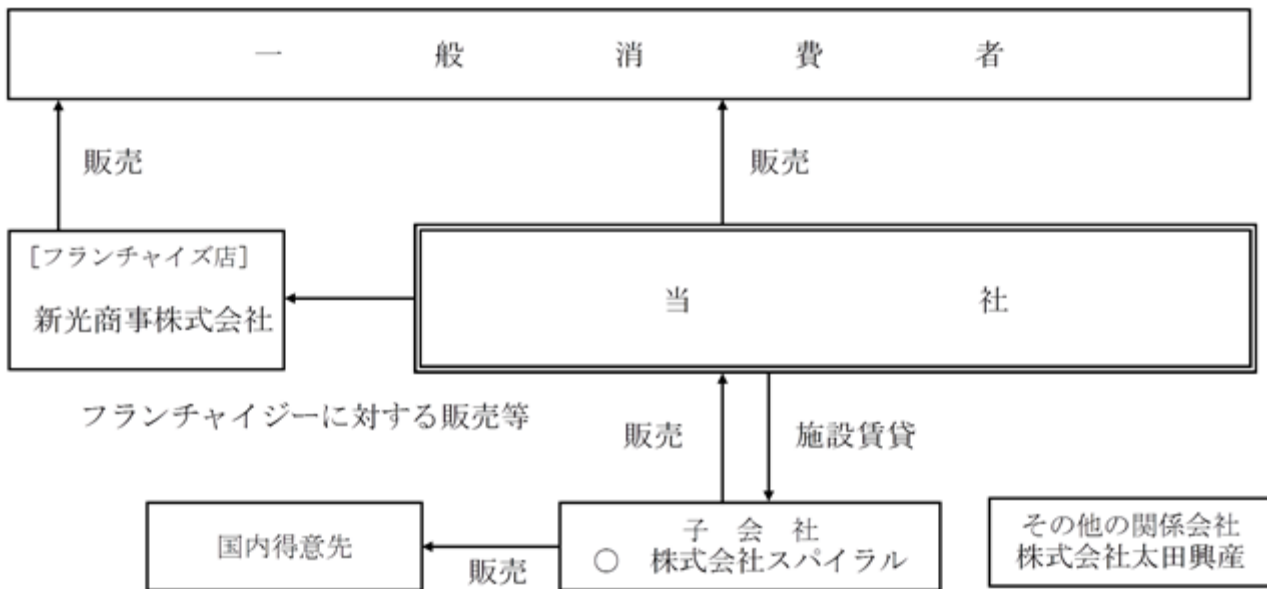 一般消費者
販売
販売
[フランチャイズ店]
新光商事株式会社
当社
フランチャイジーに対する販売等
販売
施設賃貸
国内得意先
販売
子会社
○ 株式会社スパイラル
その他の関係会社
株式会社太田興産